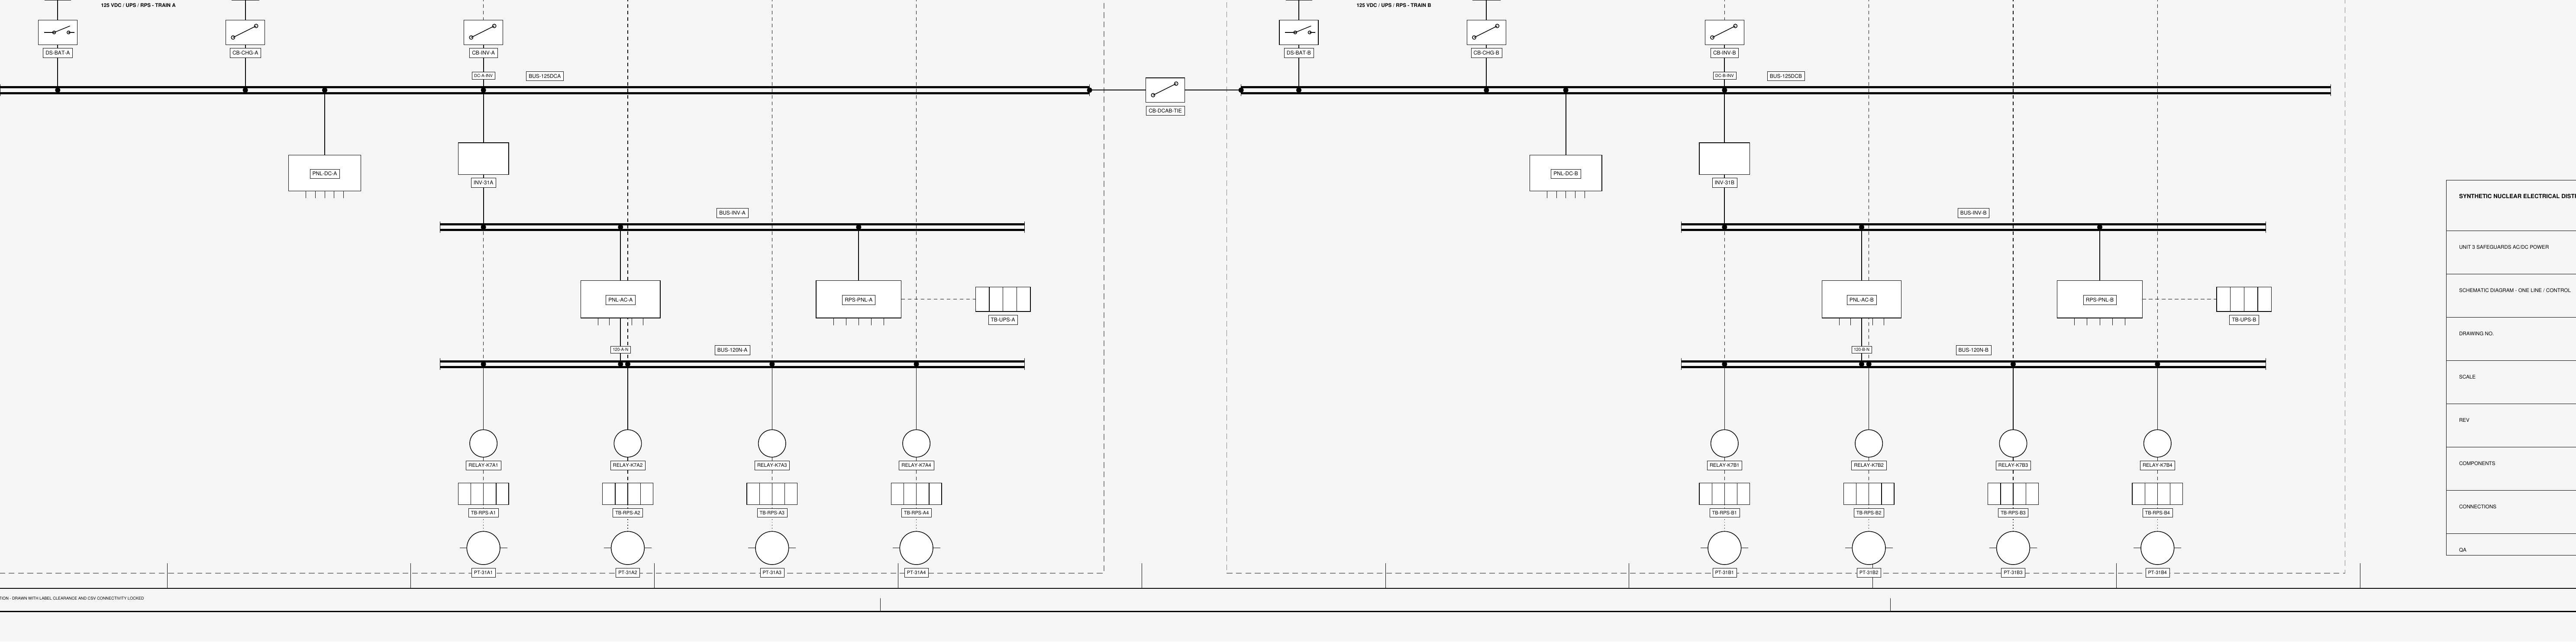 125 VDC / UPS / RPS - TRAIN A
125 VDC / UPS / RPS - TRAIN B
DS-BAT-A
CB-CHG-A
CB-INV-A
DS-BAT-B
CB-CHG-B
CB-INV-B
DC-A-INV
BUS-125DCA
DC-B-INV
BUS-125DCB
CB-DCAB-TIE
PNL-DC-A
INV-31A
PNL-DC-B
INV-31B
SYNTHETIC NUCLEAR ELECTRICAL DISTR
BUS-INV-A
BUS-INV-B
UNIT 3 SAFEGUARDS AC/DC POWER
SCHEMATIC DIAGRAM - ONE LINE / CONTROL
PNL-AC-A
RPS-PNL-A
TB-UPS-A
PNL-AC-B
RPS-PNL-B
TB-UPS-B
DRAWING NO.
120-A-N
BUS-120N-A
120-B-N
BUS-120N-B
SCALE
REV
RELAY-K7A1
RELAY-K7A2
RELAY-K7A3
RELAY-K7A4
RELAY-K7B1
RELAY-K7B2
RELAY-K7B3
RELAY-K7B4
COMPONENTS
TB-RPS-A1
TB-RPS-A2
TB-RPS-A3
TB-RPS-A4
TB-RPS-B1
TB-RPS-B2
TB-RPS-B3
TB-RPS-B4
CONNECTIONS
QA
PT-31A1
PT-31A2
PT-31A3
PT-31A4
PT-31B1
PT-31B2
PT-31B3
PT-31B4
TION - DRAWN WITH LABEL CLEARANCE AND CSV CONNECTIVITY LOCKED